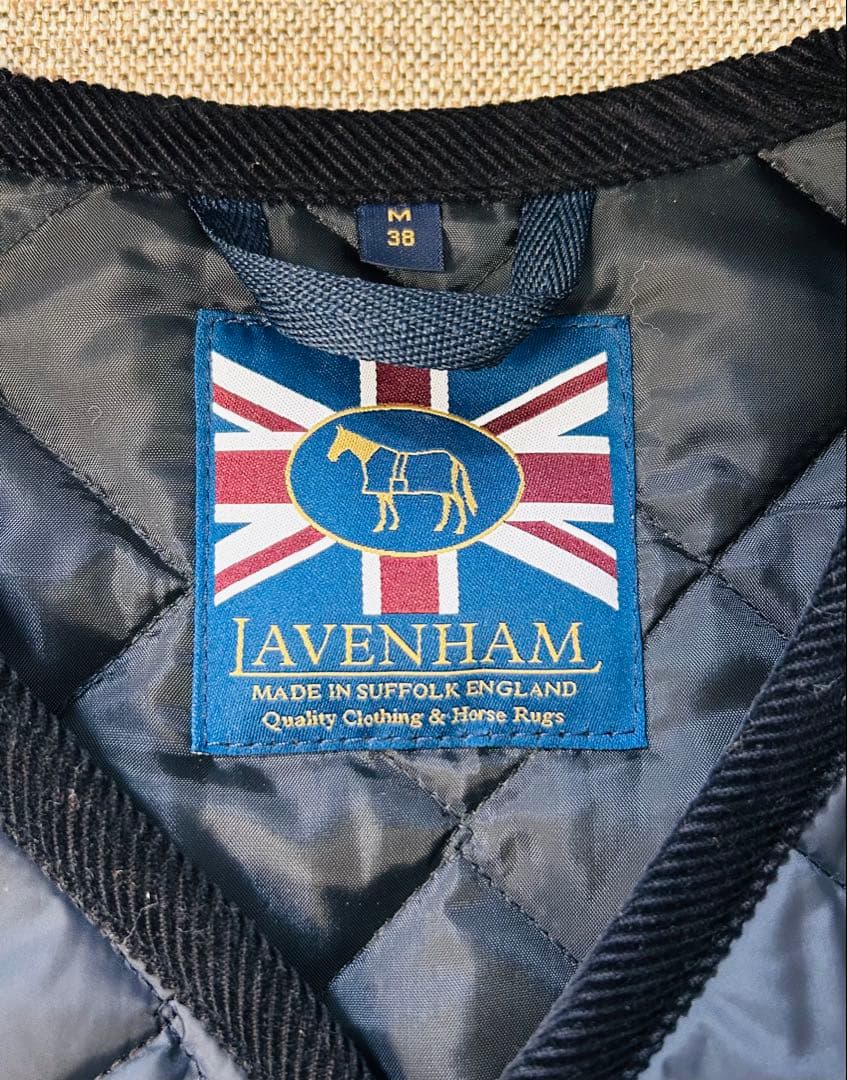 M
38
LAVENHAM
MADE IN SUFFOLK ENGLAND
Quality Clothing & Horse Rugs